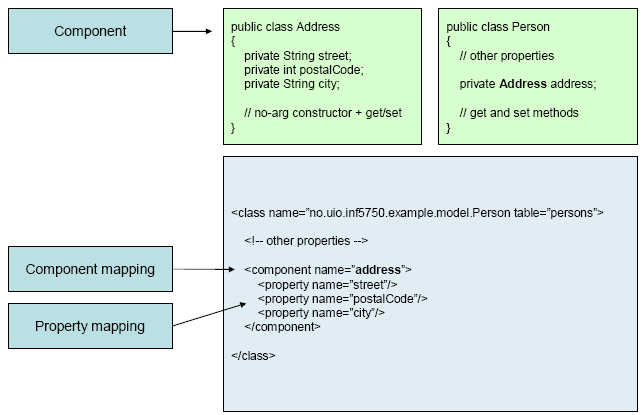 Component
public class Address
{
private String street;
private int postalCode;
private String city;
// no-arg constructor + get/set
}
public class Person
{
// other properties
private Address address;
// get and set methods
}
<class name=”no.uio.inf5750.example.model.Person table=”persons”>
<!-- other properties -->
Component mapping
<component name=”address”>
<property name=”street”/>
Property mapping
<property name=”postalCode”/>
<property name=”city”/>
</component>
</class>